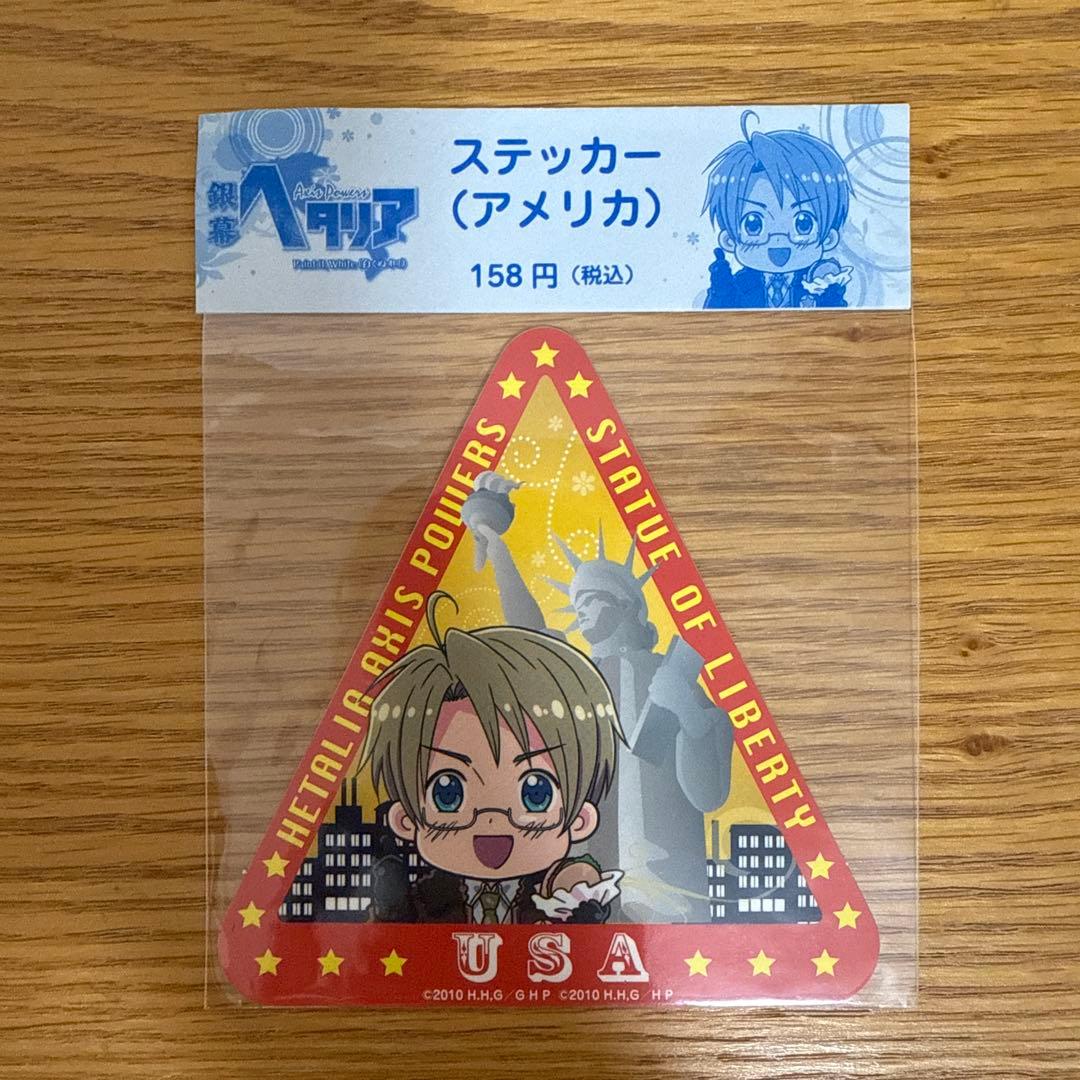 銀幕
Axis Powers
ヘタリア
Paint it, White (白くぬれ!)
ステッカー
(アメリカ)
158円(税込)
HETALIA AXIS POWERS
STATUE OF LIBERTY
USA
©2010 H.H,G/G H P ©2010 H.H,G/H P